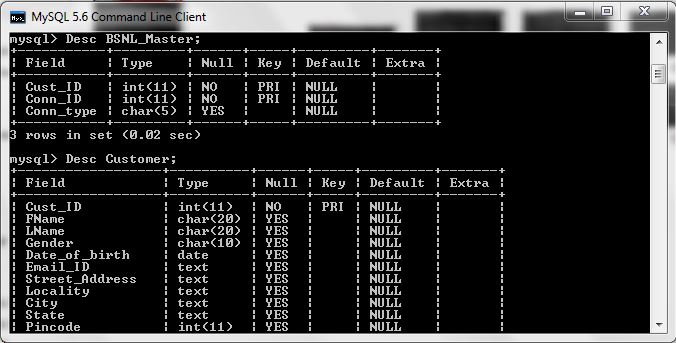 MySQL 5.6 Command Line Client
mysql> Desc BSNL_Master;
+-----------+---------+------+-----+---------+-------+
| Field     | Type    | Null | Key | Default | Extra |
+-----------+---------+------+-----+---------+-------+
| Cust_ID   | int(11) | NO   | PRI | NULL    |       |
| Conn_ID   | int(11) | NO   | PRI | NULL    |       |
| Conn_type | char(5) | YES  |     | NULL    |       |
+-----------+---------+------+-----+---------+-------+
3 rows in set (0.02 sec)
mysql> Desc Customer;
+----------------+----------+------+-----+---------+-------+
| Field          | Type     | Null | Key | Default | Extra |
+----------------+----------+------+-----+---------+-------+
| Cust_ID        | int(11)  | NO   | PRI | NULL    |       |
| FName          | char(20) | YES  |     | NULL    |       |
| LName          | char(20) | YES  |     | NULL    |       |
| Gender         | char(10) | YES  |     | NULL    |       |
| Date_of_birth  | date     | YES  |     | NULL    |       |
| Email_ID       | text     | YES  |     | NULL    |       |
| Street_Address | text     | YES  |     | NULL    |       |
| Locality       | text     | YES  |     | NULL    |       |
| City           | text     | YES  |     | NULL    |       |
| State          | text     | YES  |     | NULL    |       |
| Pincode        | int(11)  | YES  |     | NULL    |       |